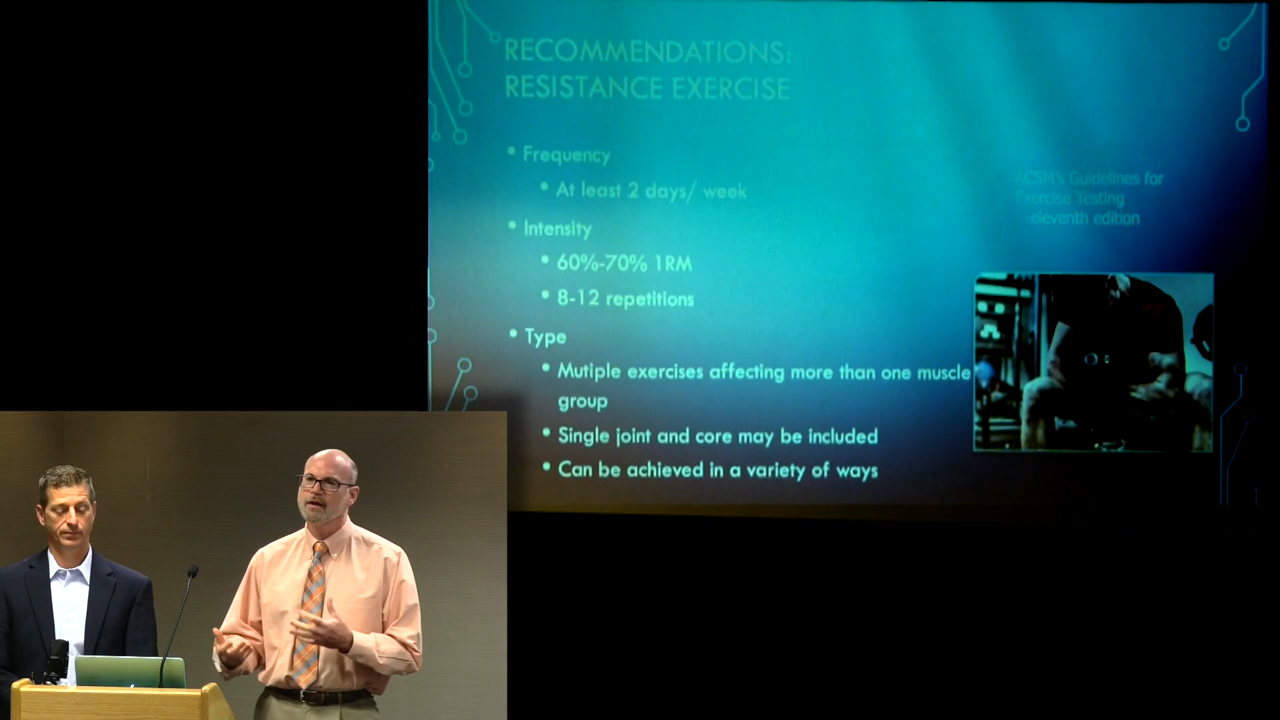 RECOMMENDATIONS:
RESISTANCE EXERCISE
• Frequency
• At least 2 days/ week
• Intensity
• 60%-70% 1RM
• 8-12 repetitions
• Type
• Mutiple exercises affecting more than one muscle
group
• Single joint and core may be included
• Can be achieved in a variety of ways
ACSM's Guidelines for
Exercise Testing
-eleventh edition